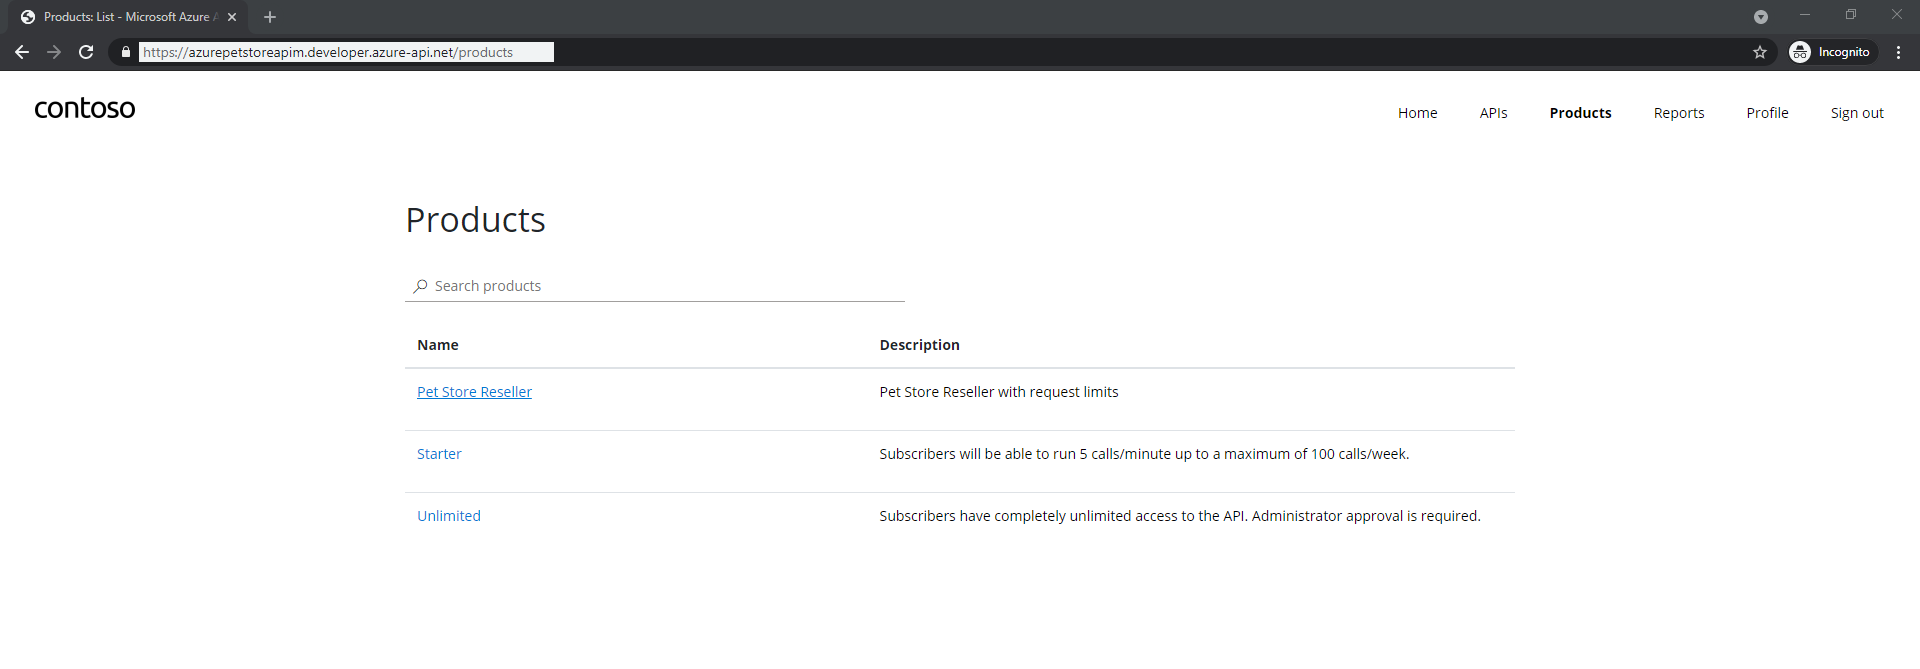 Products: List - Microsoft Azure
https://azurepetstoreapim.developer.azure-api.net/products
Incognito
contoso
Home APIs Products Reports Profile Sign out
Products
Search products
Name Description
Pet Store Reseller Pet Store Reseller with request limits
Starter Subscribers will be able to run 5 calls/minute up to a maximum of 100 calls/week.
Unlimited Subscribers have completely unlimited access to the API. Administrator approval is required.